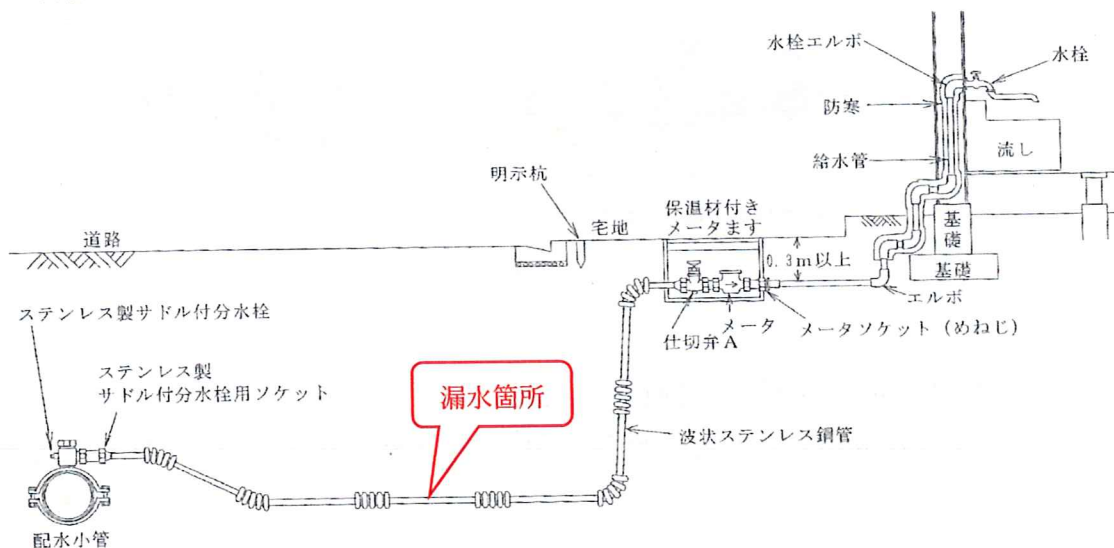 水栓エルボ
水栓
防寒
給水管
流し
明示杭
宅地
保温材付き
メータます
道路
0.3m以上
基礎
基礎
エルボ
ステンレス製サドル付分水栓
メータ
メータソケット(めねじ)
仕切弁A
ステンレス製
サドル付分水栓用ソケット
漏水箇所
波状ステンレス鋼管
配水小管